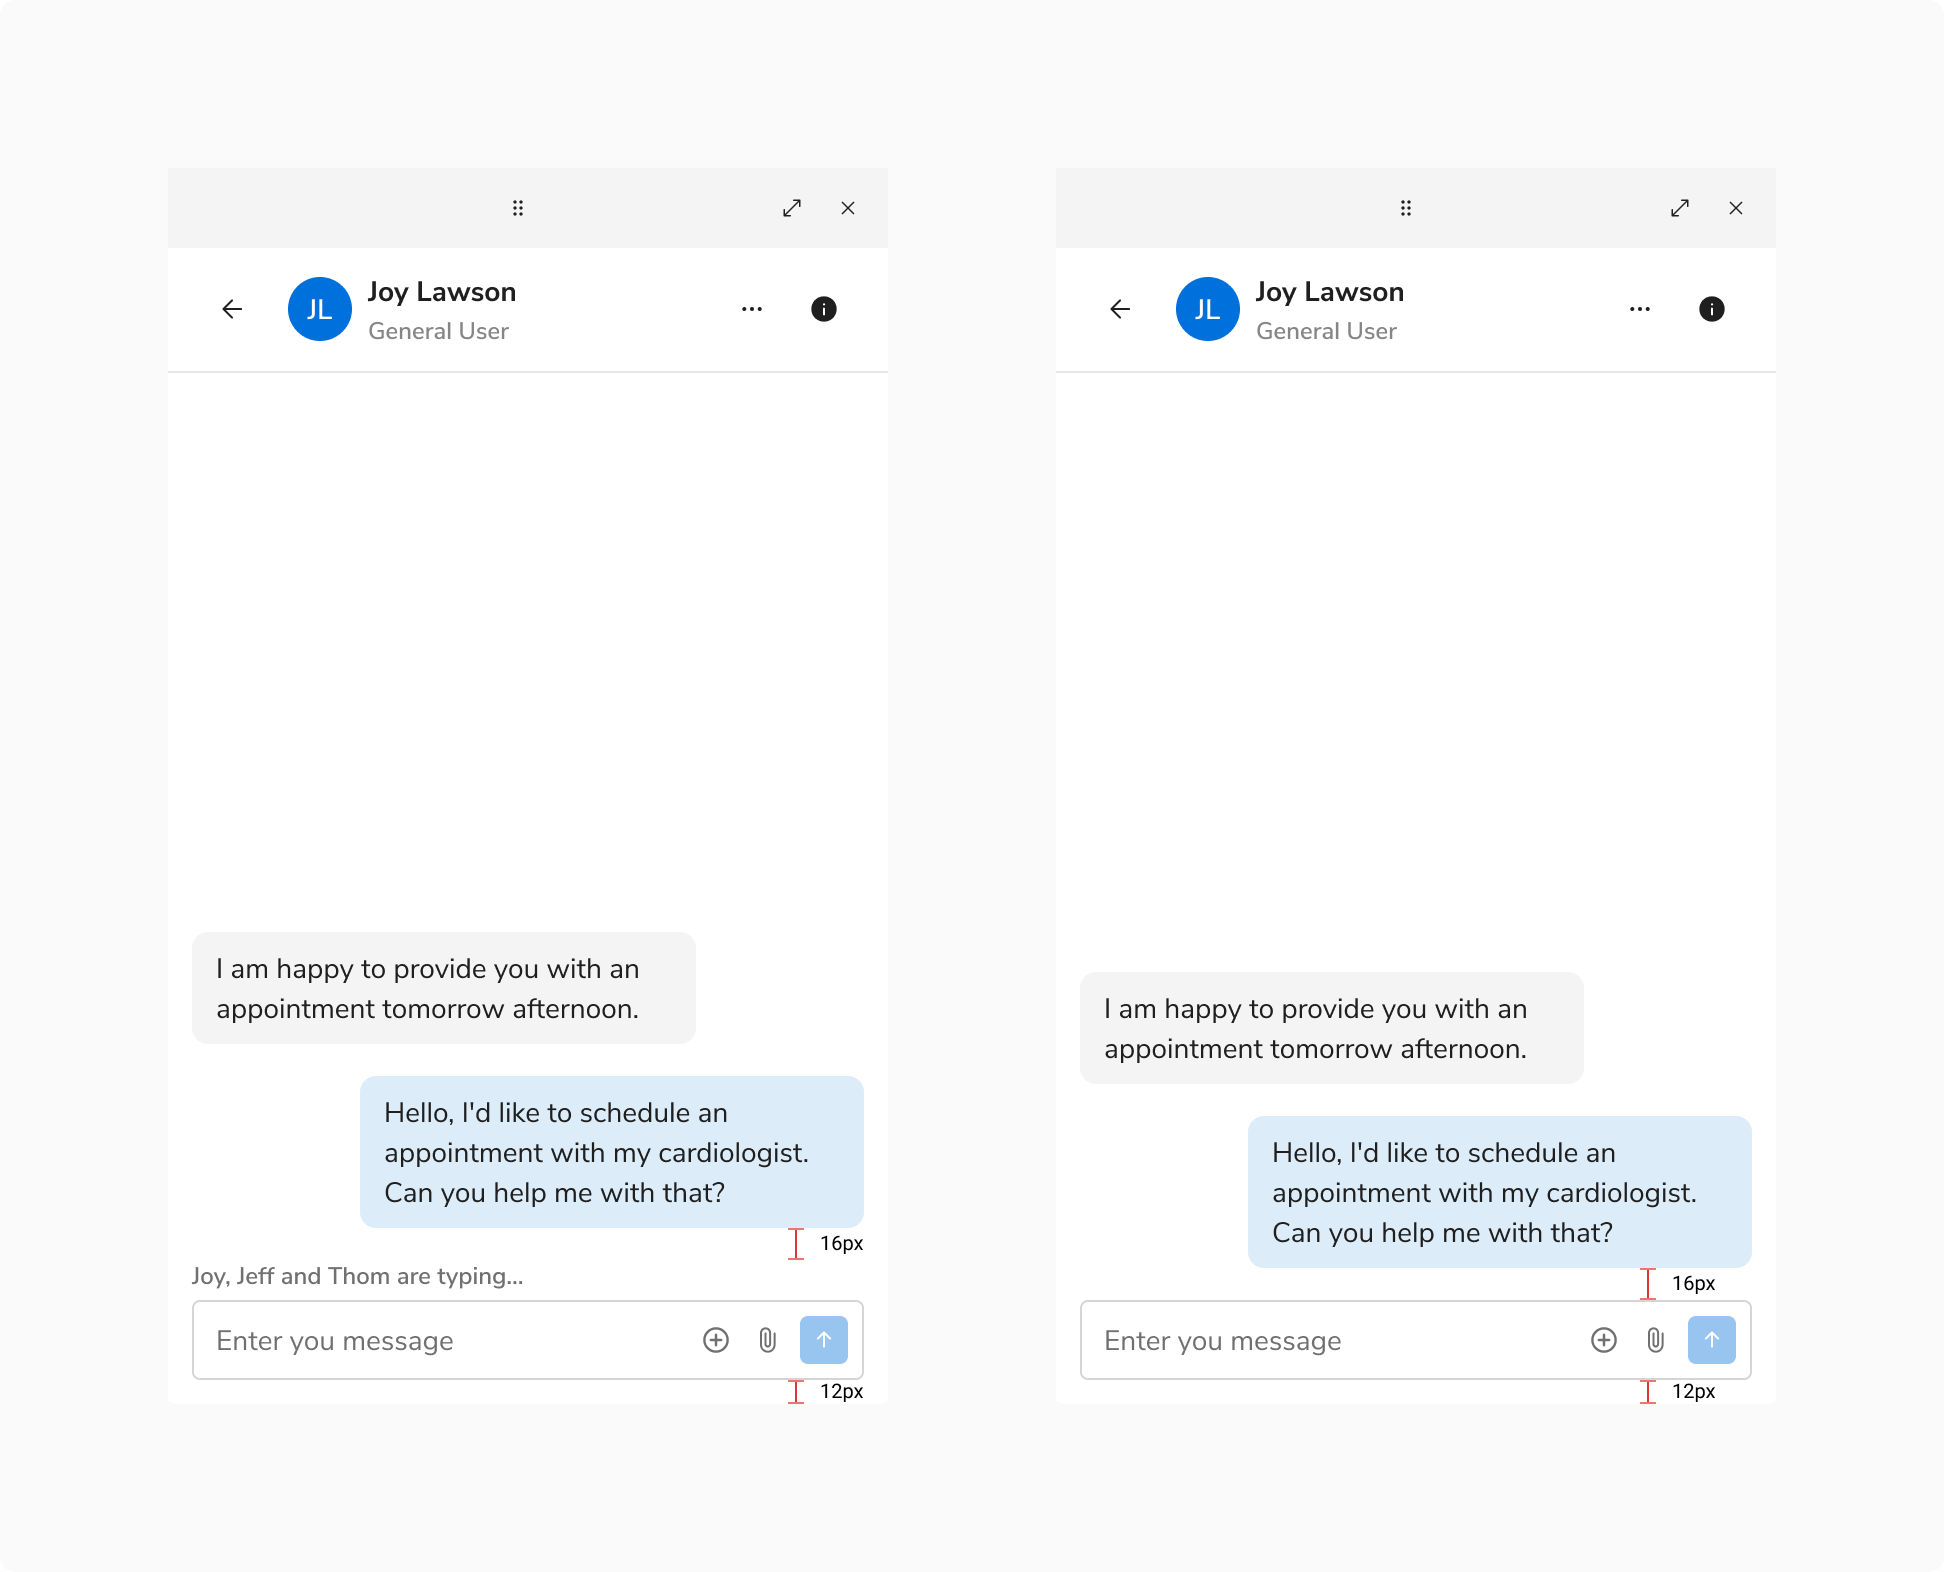 JL
Joy Lawson
General User
I am happy to provide you with an
appointment tomorrow afternoon.
Hello, I'd like to schedule an
appointment with my cardiologist.
Can you help me with that?
16px
Joy, Jeff and Thom are typing...
Enter you message
12px
JL
Joy Lawson
General User
I am happy to provide you with an
appointment tomorrow afternoon.
Hello, I'd like to schedule an
appointment with my cardiologist.
Can you help me with that?
16px
Enter you message
12px